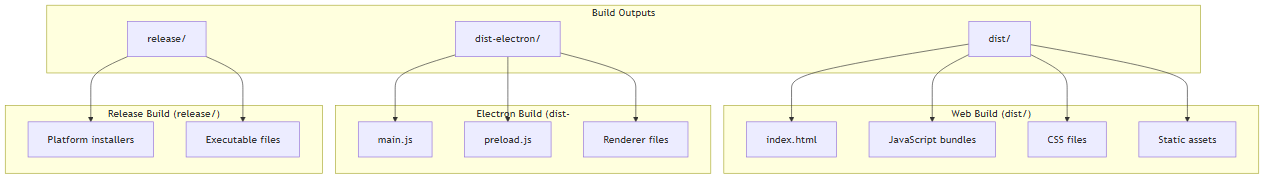 Build Outputs
release/
dist-electron/
dist/
Release Build (release/)
Electron Build (dist-
Web Build (dist/)
Platform installers
Executable files
main.js
preload.js
Renderer files
index.html
JavaScript bundles
CSS files
Static assets